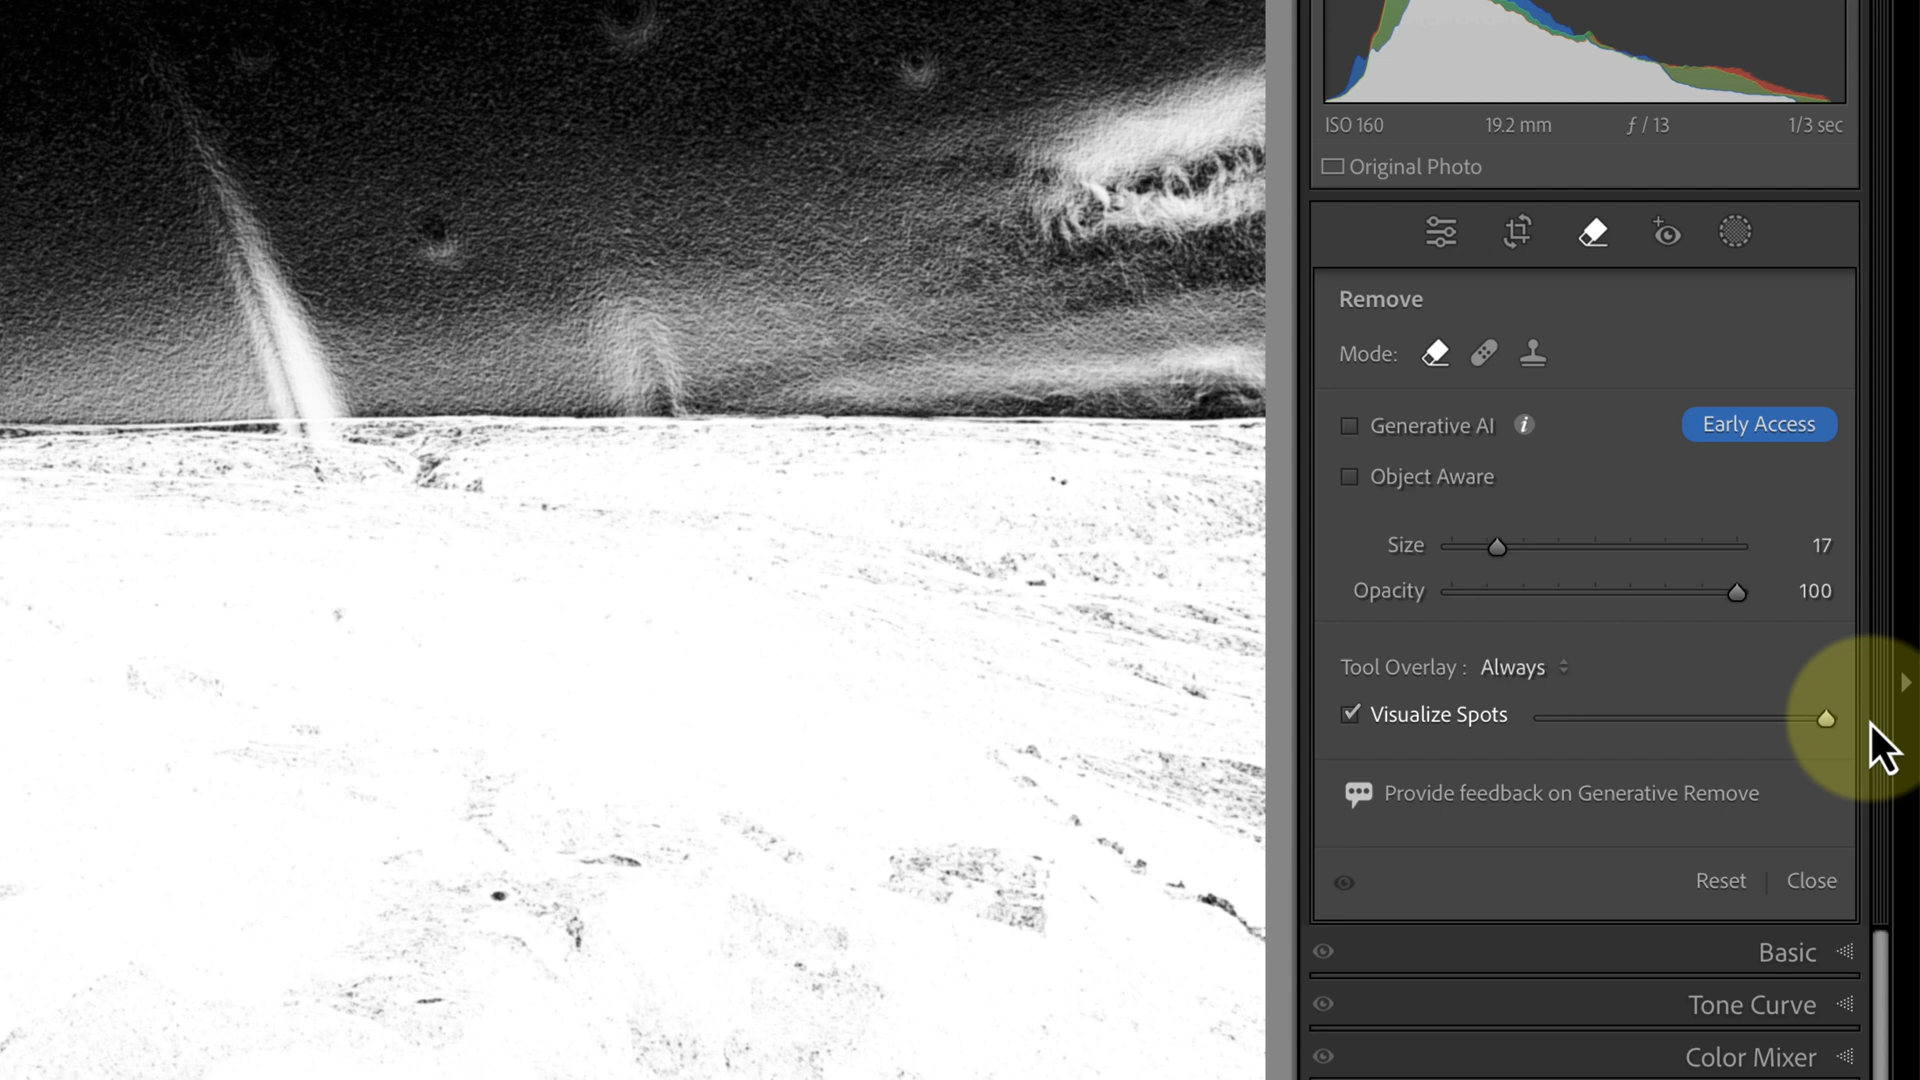 ISO 160 19.2 mm ƒ / 13 1/3 sec
Original Photo
Remove
Mode:
Generative AI i Early Access
Object Aware
Size 17
Opacity 100
Tool Overlay : Always
Visualize Spots
Provide feedback on Generative Remove
Reset | Close
Basic
Tone Curve
Color Mixer